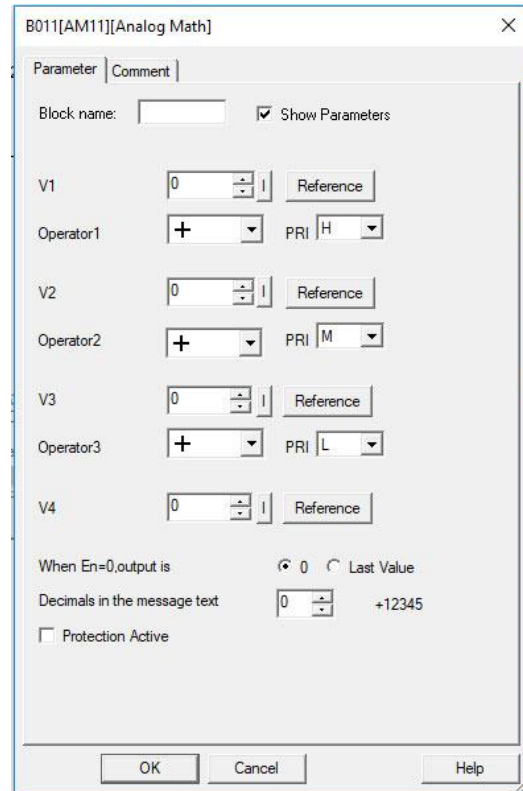 B011[AM11][Analog Math]
Parameter Comment
Block name: Show Parameters
V1 0 I Reference
Operator1 + PRI H
V2 0 I Reference
Operator2 + PRI M
V3 0 I Reference
Operator3 + PRI L
V4 0 I Reference
When En=0,output is 0 Last Value
Decimals in the message text 0 +12345
Protection Active
OK Cancel Help